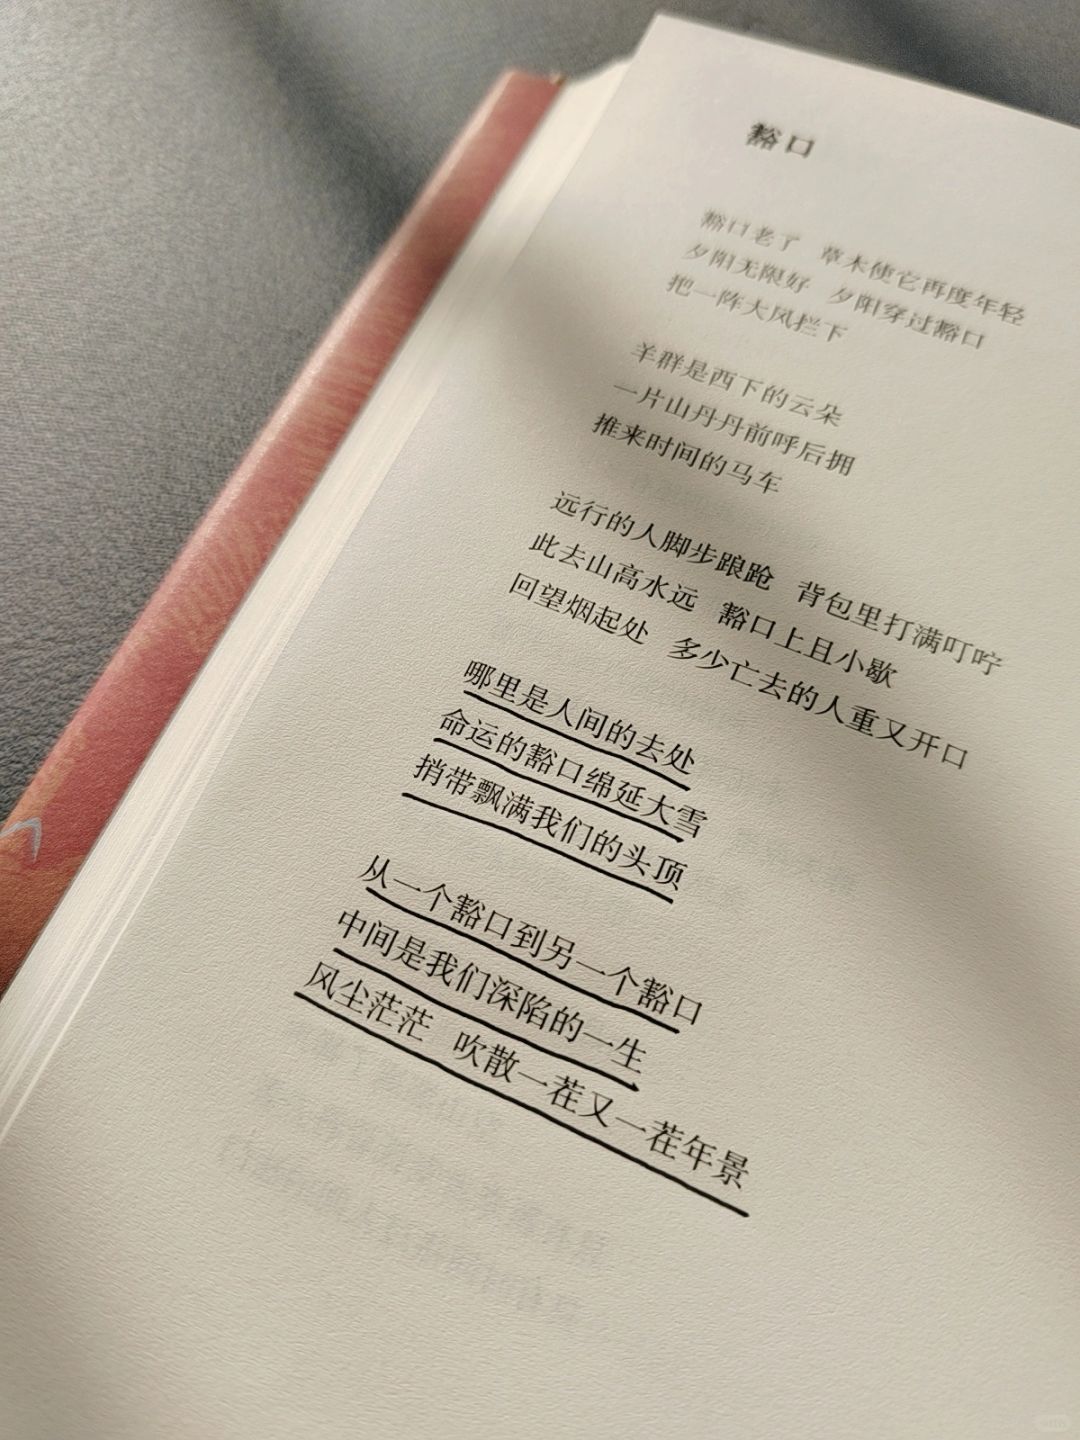 豁口
豁口老了 草木使它再度年轻
夕阳无限好 夕阳穿过豁口
把一阵大风拦下
羊群是西下的云朵
一片山丹丹前呼后拥
推来时间的马车
远行的人脚步踉跄 背包里打满叮咛
此去山高水远 豁口上且小歇
回望烟起处 多少亡去的人重又开口
哪里是人间的去处
命运的豁口绵延大雪
捎带飘满我们的头顶
从一个豁口到另一个豁口
中间是我们深陷的一生
风尘茫茫 吹散一茬又一茬年景